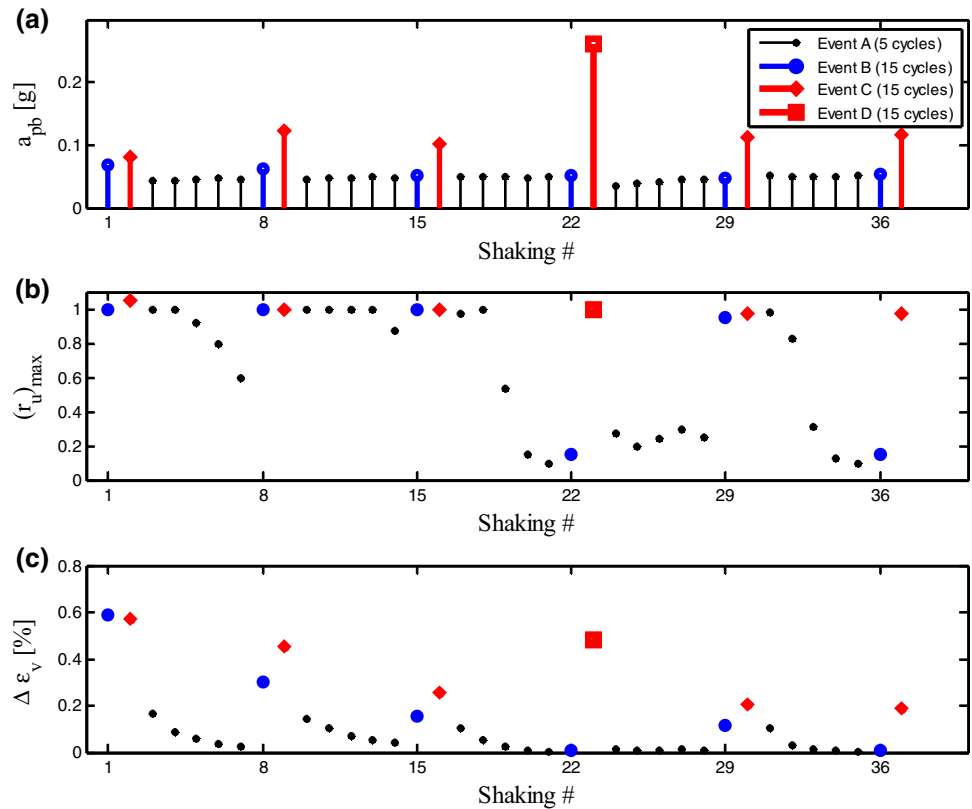 (a)
a_pb [g]
0.2
0.1
0
1 8 15 22 29 36
Shaking #
Event A (5 cycles)
Event B (15 cycles)
Event C (15 cycles)
Event D (15 cycles)
(b)
(r_u)_max
1
0.8
0.6
0.4
0.2
0
1 8 15 22 29 36
Shaking #
(c)
Δ ε_v [%]
0.8
0.6
0.4
0.2
0
1 8 15 22 29 36
Shaking #